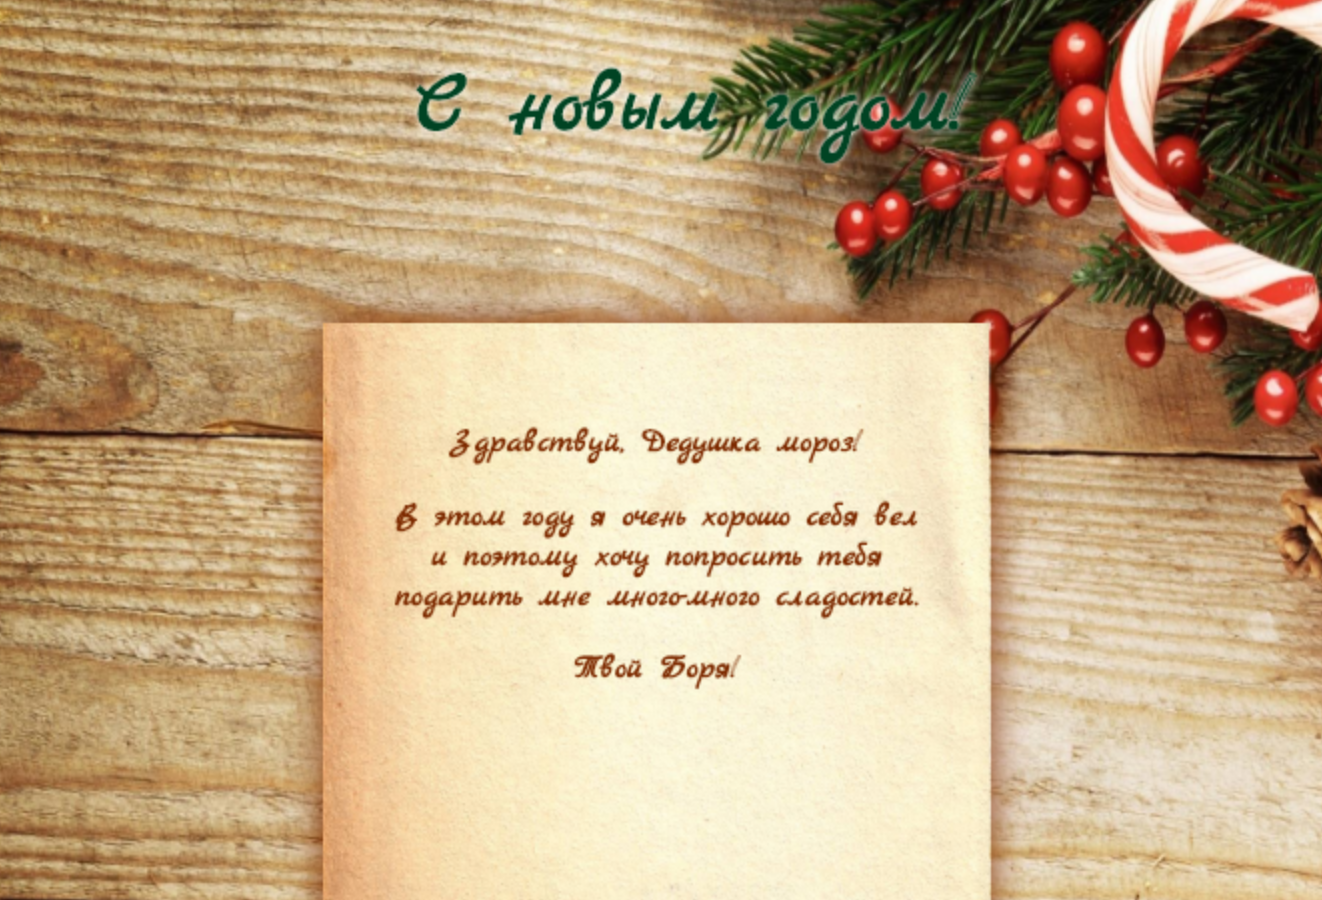 С новым годом!
Здравствуй, Дедушка мороз!
В этом году я очень хорошо себя вел
и поэтому хочу попросить тебя
подарить мне много-много сладостей.
Твой Боря!